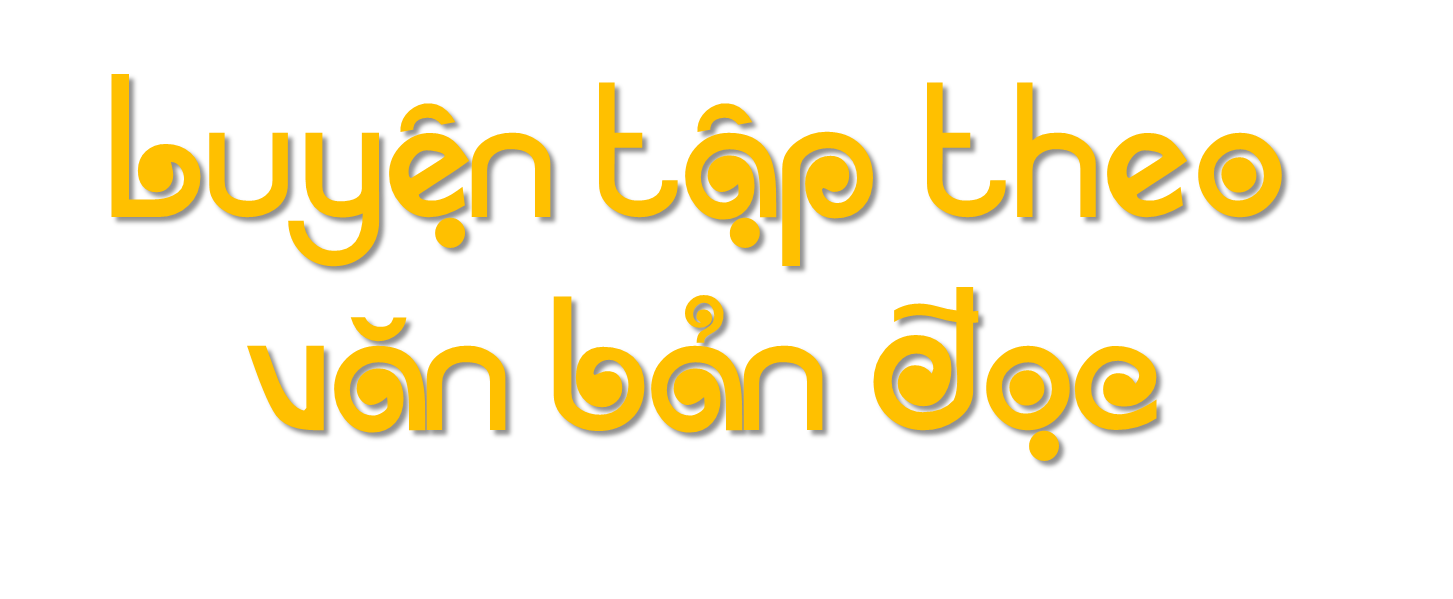 Luyện tập theo
văn bản đọc